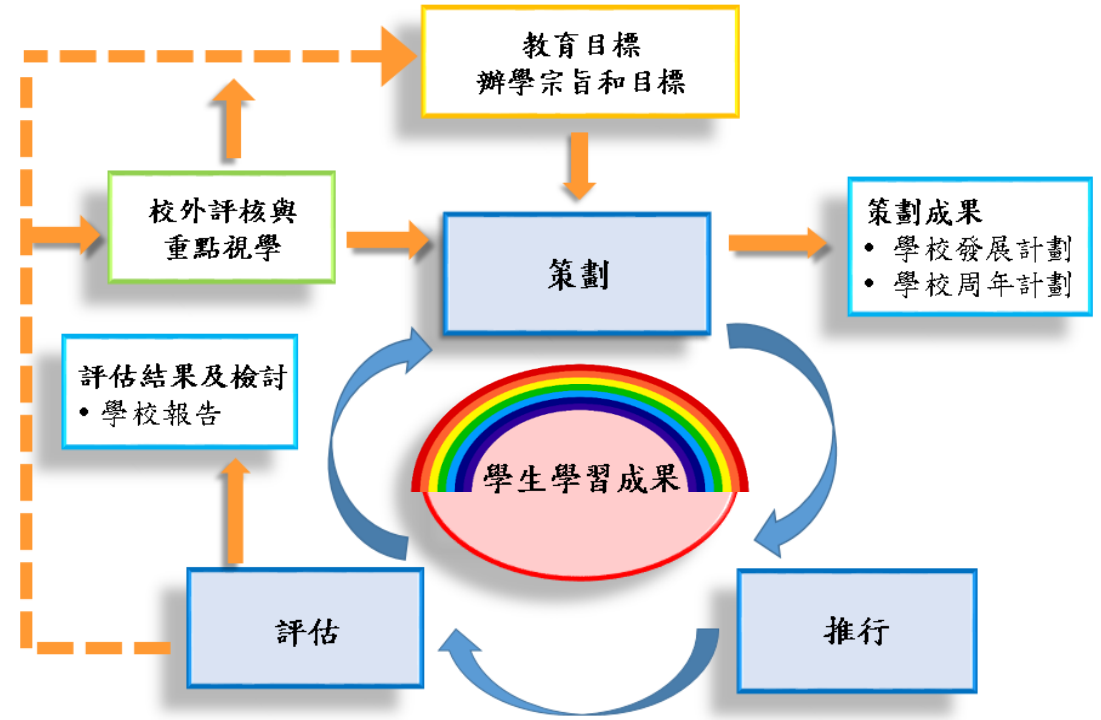 教育目標
辦學宗旨和目標
校外評核與
重點視學
策劃
策劃成果
• 學校發展計劃
• 學校周年計劃
評估結果及檢討
• 學校報告
學生學習成果
評估
推行